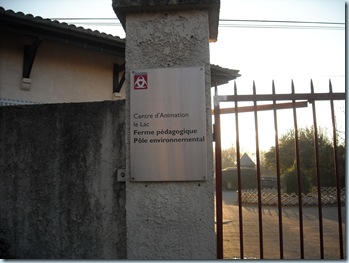 Centre d'Animation
le Lac
Ferme pédagogique
Pôle environnemental